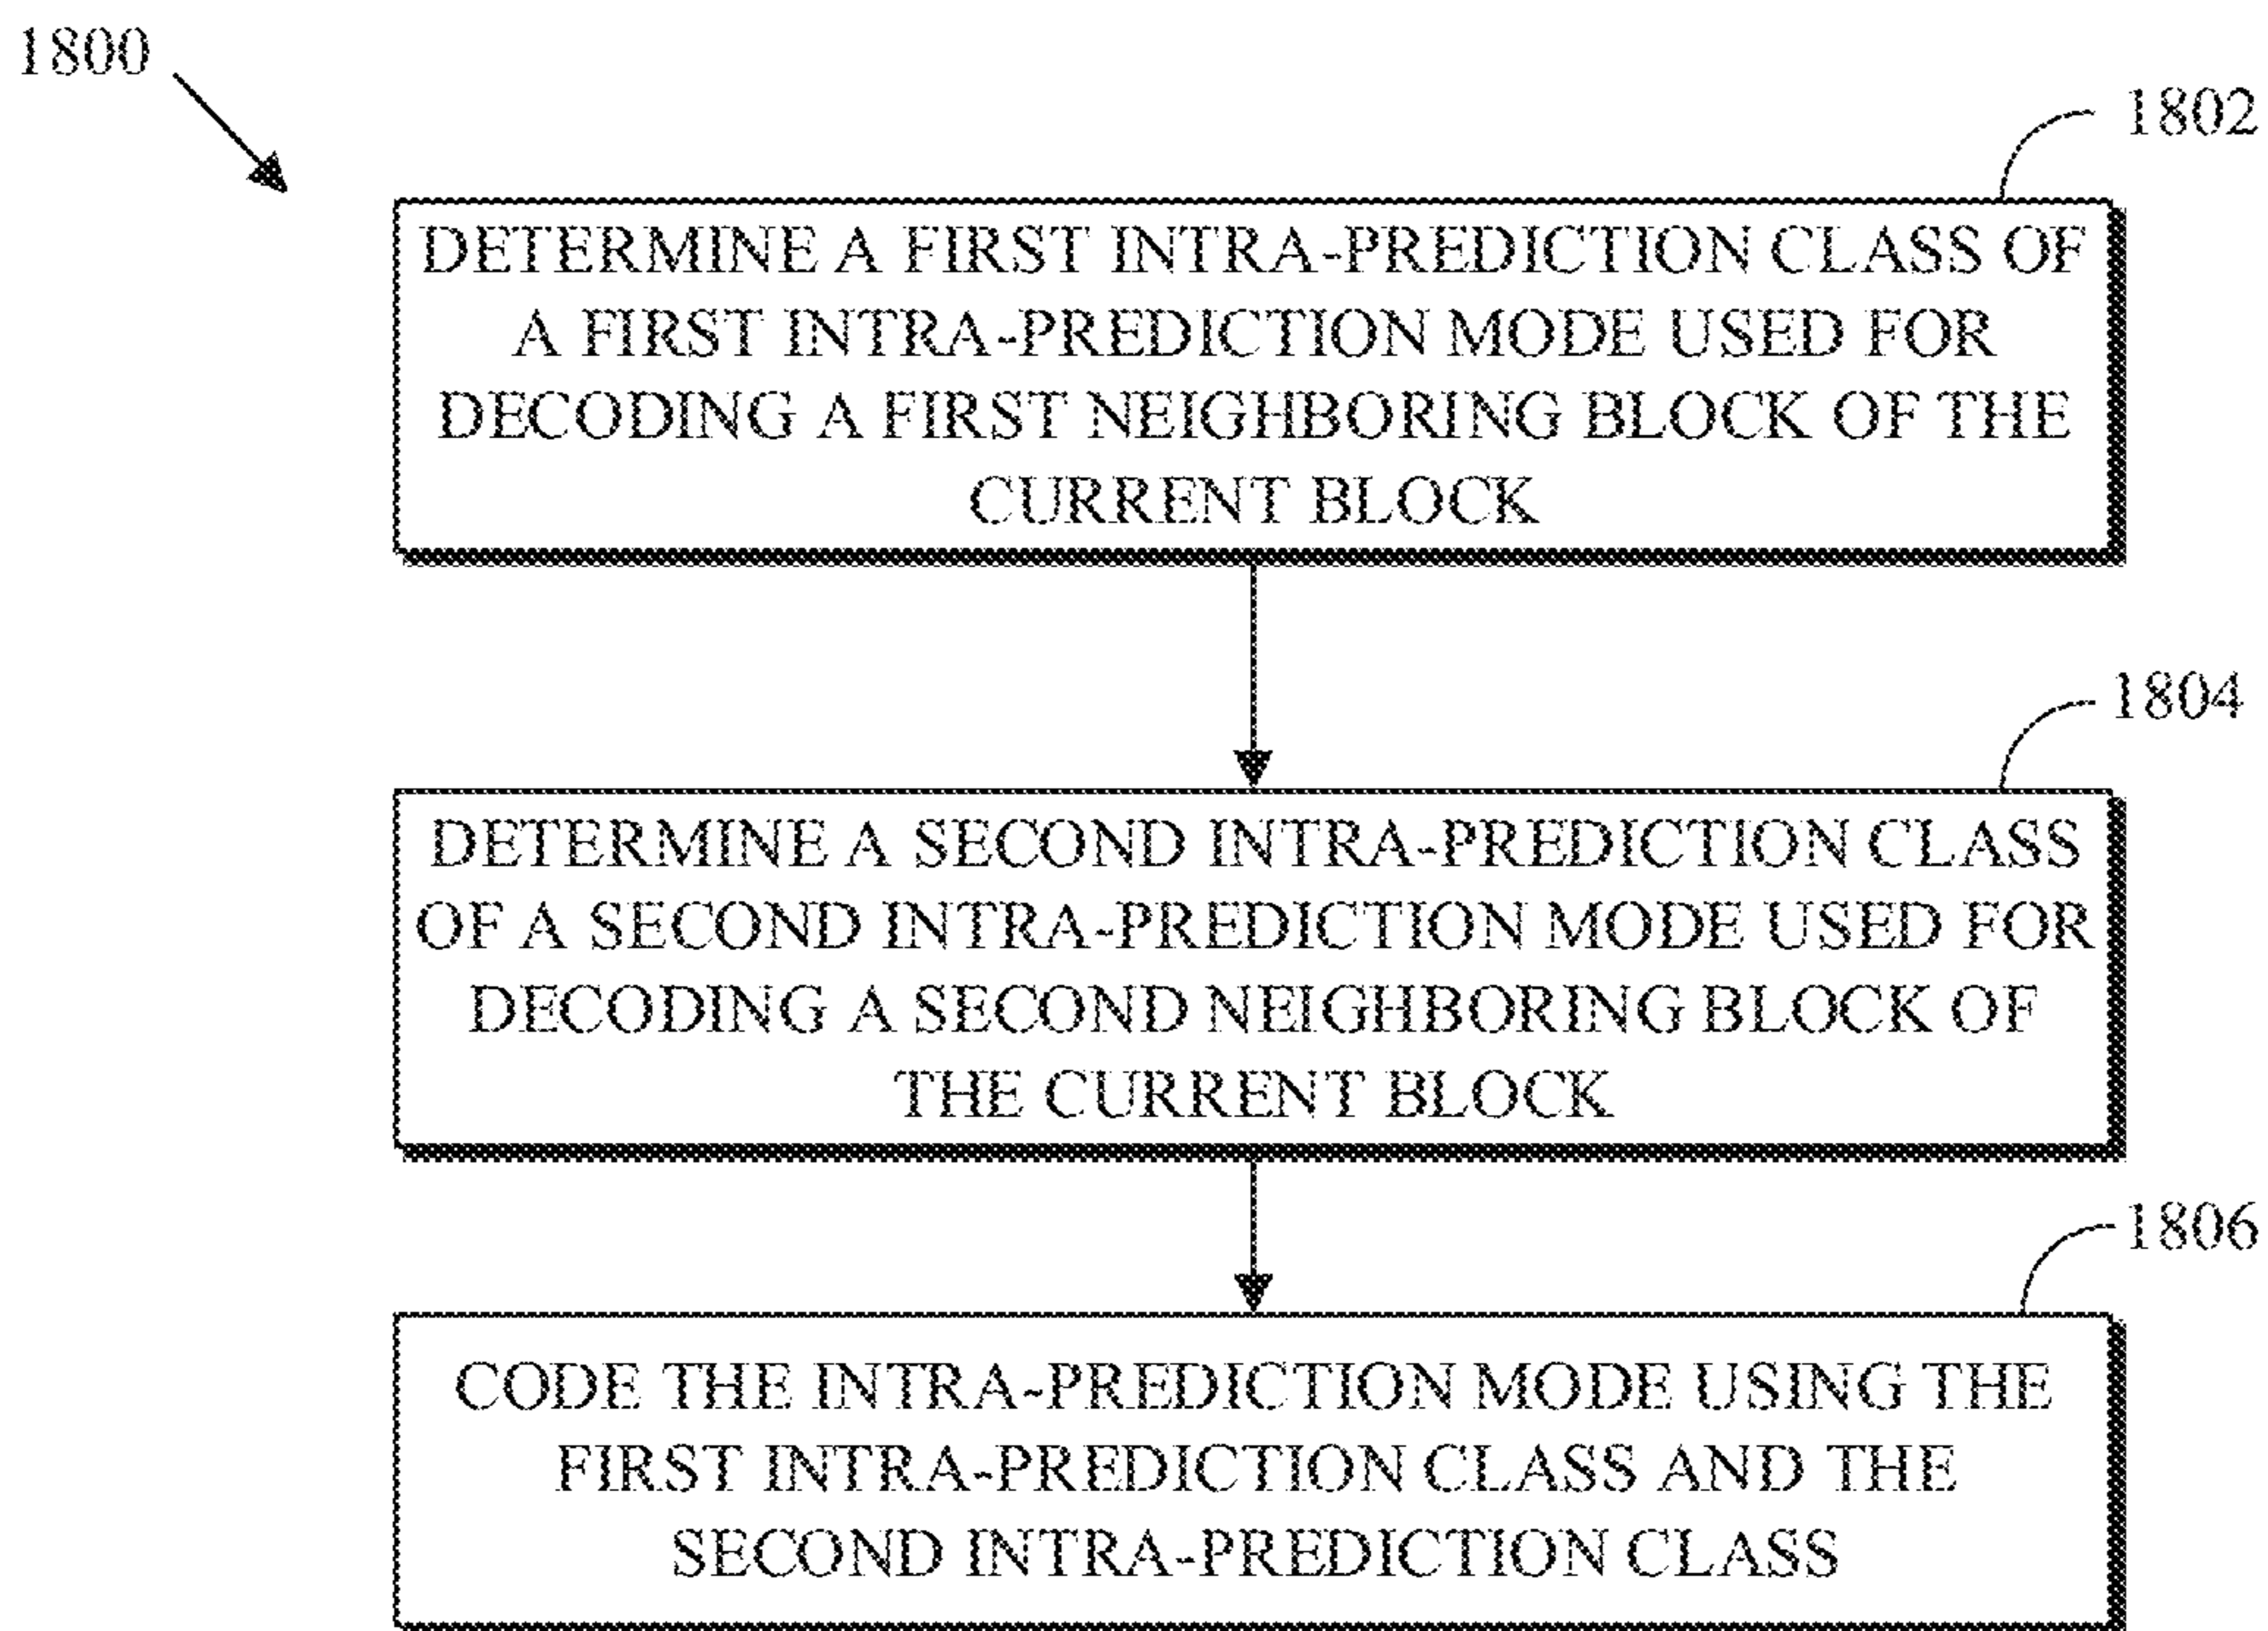 1800
1802
DETERMINE A FIRST INTRA-PREDICTION CLASS OF
A FIRST INTRA-PREDICTION MODE USED FOR
DECODING A FIRST NEIGHBORING BLOCK OF THE
CURRENT BLOCK
1804
DETERMINE A SECOND INTRA-PREDICTION CLASS
OF A SECOND INTRA-PREDICTION MODE USED FOR
DECODING A SECOND NEIGHBORING BLOCK OF
THE CURRENT BLOCK
1806
CODE THE INTRA-PREDICTION MODE USING THE
FIRST INTRA-PREDICTION CLASS AND THE
SECOND INTRA-PREDICTION CLASS